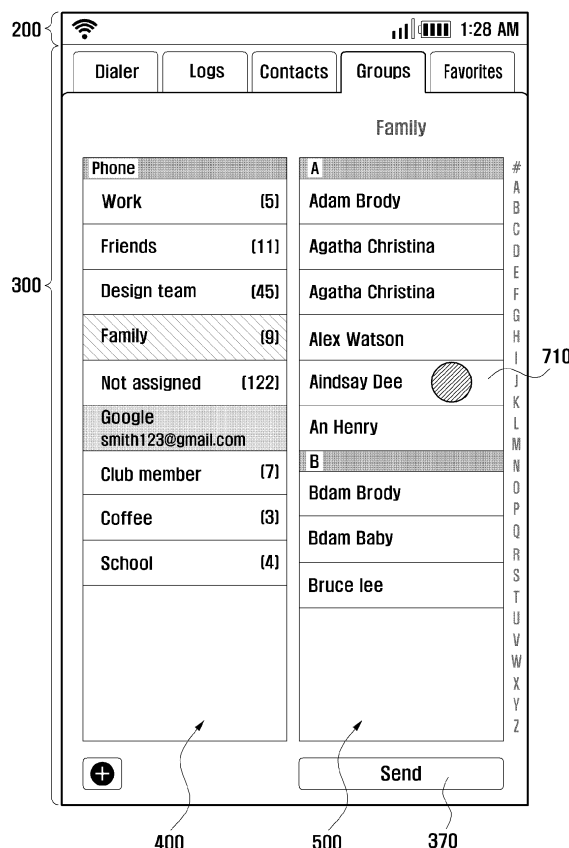 200
1:28 AM
Dialer Logs Contacts Groups Favorites
300
Family
Phone
Work (5)
Friends (11)
Design team (45)
Family (9)
Not assigned (122)
Google
smith123@gmail.com
Club member (7)
Coffee (3)
School (4)
A
Adam Brody
Agatha Christina
Agatha Christina
Alex Watson
Aindsay Dee
An Henry
B
Bdam Brody
Bdam Baby
Bruce lee
#
A
B
C
D
E
F
G
H
I
J
K
L
M
N
O
P
Q
R
S
T
U
V
W
X
Y
Z
710
Send
400 500 370